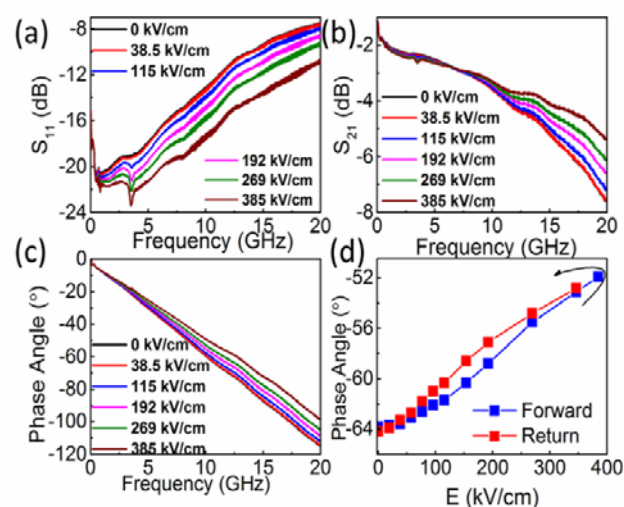 (a)
-8
-12
-16
-20
-24
S11 (dB)
0 kV/cm
38.5 kV/cm
115 kV/cm
192 kV/cm
269 kV/cm
385 kV/cm
0 5 10 15 20
Frequency (GHz)
(b)
-2
-4
-6
-8
S21 (dB)
0 kV/cm
38.5 kV/cm
115 kV/cm
192 kV/cm
269 kV/cm
385 kV/cm
0 5 10 15 20
Frequency (GHz)
(c)
0
-20
-40
-60
-80
-100
-120
Phase Angle (°)
0 kV/cm
38.5 kV/cm
115 kV/cm
192 kV/cm
269 kV/cm
385 kV/cm
0 5 10 15 20
Frequency (GHz)
(d)
-52
-56
-60
-64
Phase Angle (°)
Forward
Return
0 100 200 300 400
E (kV/cm)